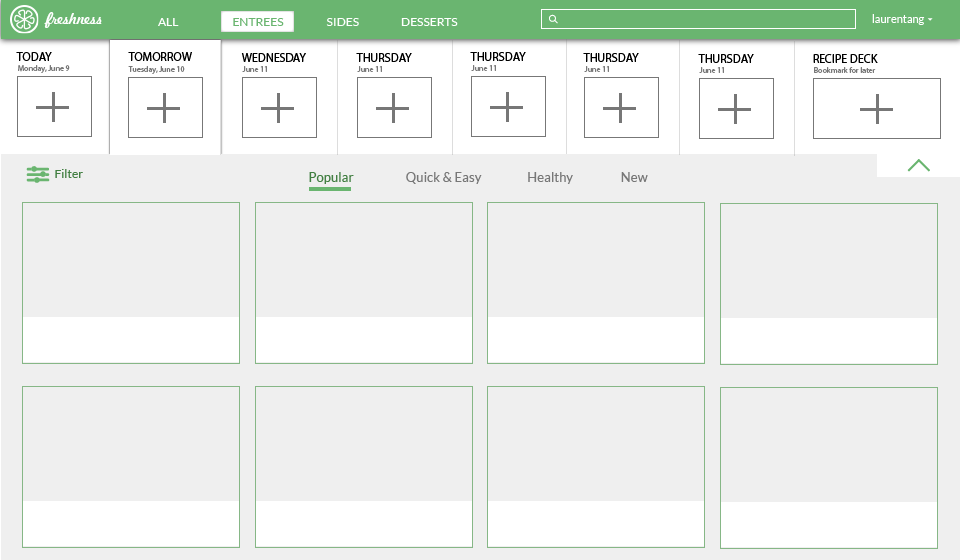 freshness
ALL
ENTREES
SIDES
DESSERTS
laurentang
TODAY
Monday, June 9
TOMORROW
Tuesday, June 10
WEDNESDAY
June 11
THURSDAY
June 11
THURSDAY
June 11
THURSDAY
June 11
THURSDAY
June 11
RECIPE DECK
Bookmark for later
Filter
Popular
Quick & Easy
Healthy
New